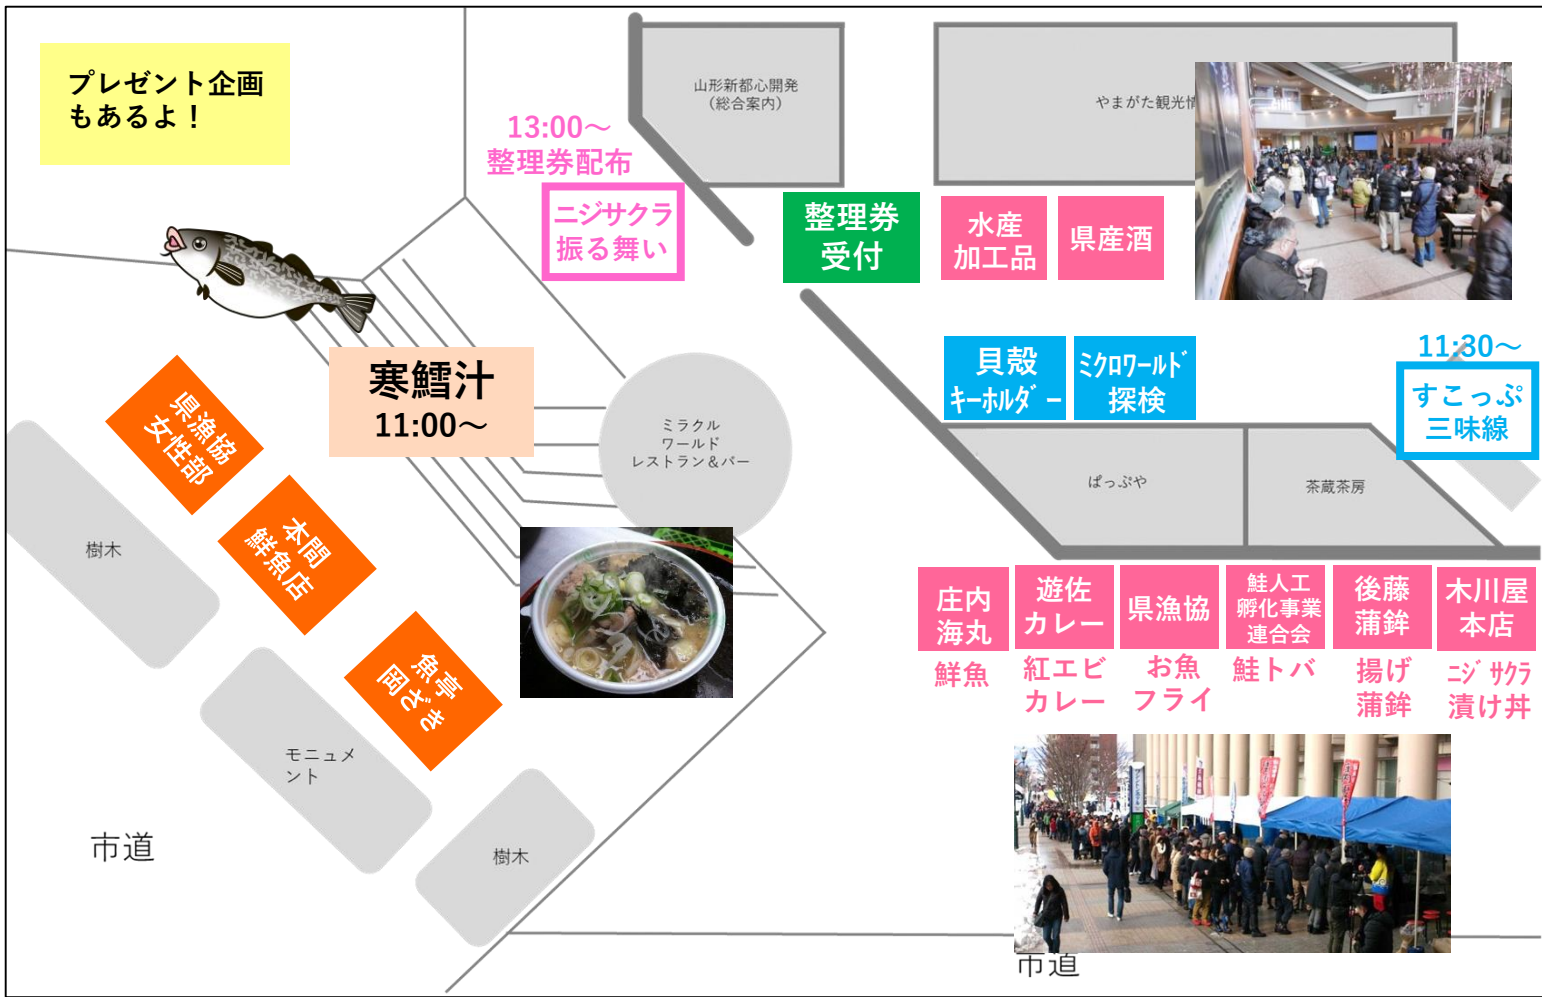 プレゼント企画
もあるよ！
山形新都心開発
（総合案内）
やまがた観光情
13:00～
整理券配布
ニジサクラ
振る舞い
整理券
受付
水産
加工品
県産酒
寒鱈汁
11:00～
貝殻
キーホルダー
ミクロワールド
探検
11:30～
すこっぷ
三味線
県漁協
女性部
本間
鮮魚店
魚亭
岡ざき
ミラクル
ワールド
レストラン＆バー
ぱっぷや
茶蔵茶房
樹木
モニュメ
ント
樹木
市道
庄内
海丸
鮮魚
遊佐
カレー
紅エビ
カレー
県漁協
お魚
フライ
鮭人工
孵化事業
連合会
鮭トバ
後藤
蒲鉾
揚げ
蒲鉾
木川屋
本店
ニジサクラ
漬け丼
市道